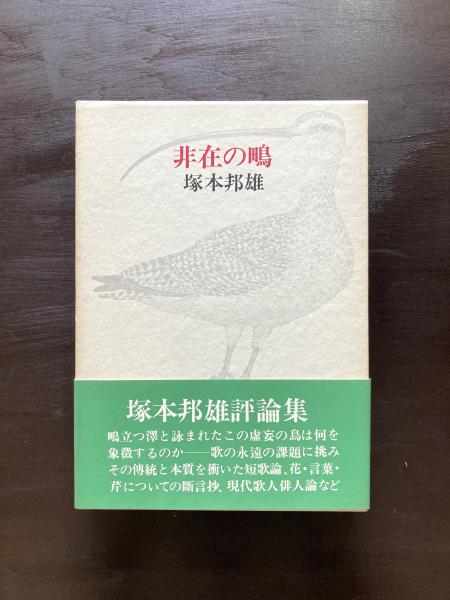 非在の鴫
塚本邦雄
塚本邦雄評論集
鴫立つ澤と詠まれたこの虚妄の鳥は何を
象徴するのか――歌の永遠の課題に挑み
その傳統と本質を衝いた短歌論、花・言葉・
芹についての斷言抄、現代歌人俳人論など